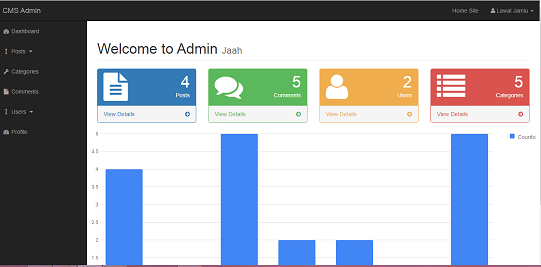 CMS Admin
Home Site
Lawal Jamiu
Dashboard
Posts
Categories
Comments
Users
Profile
Welcome to Admin Jaah
4
Posts
View Details
5
Comments
View Details
2
Users
View Details
5
Categories
View Details
5
4.5
4
3.5
3
2.5
2
1.5
Counts